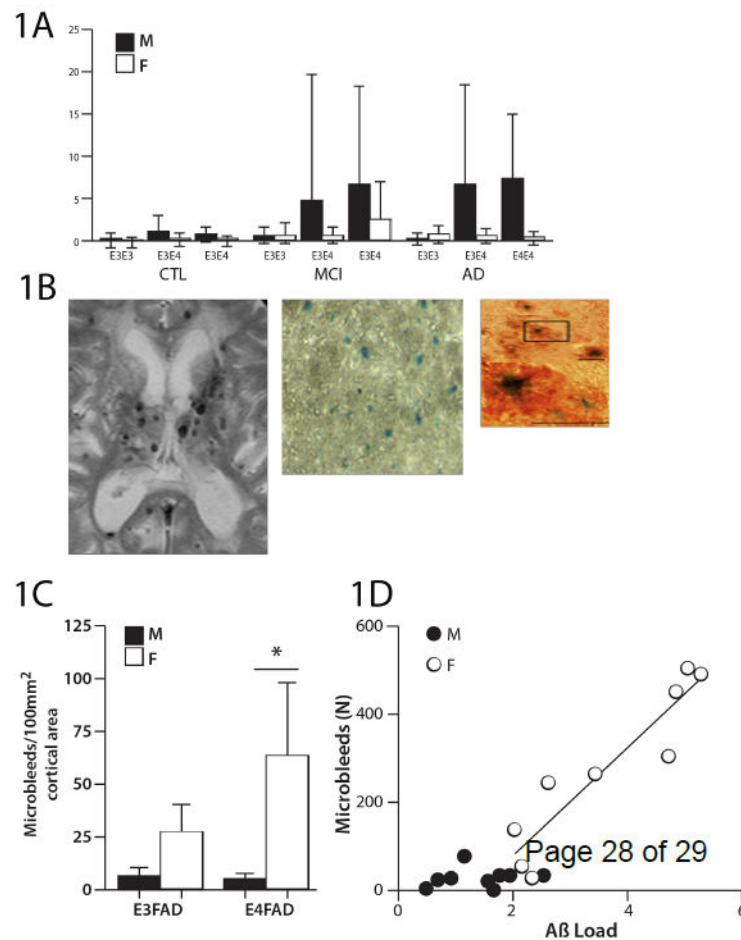 1A
M
F
25
20
15
10
5
0
E3E3 E3E4 E3E4 E3E3 E3E4 E3E4 E3E3 E3E4 E4E4
CTL MCI AD
1B
1C
M
F
125
100
75
50
25
0
*
Microbleeds/100mm²
cortical area
E3FAD E4FAD
1D
M
F
600
400
200
0
Microbleeds (N)
Page 28 of 29
0 2 4 6
Aß Load